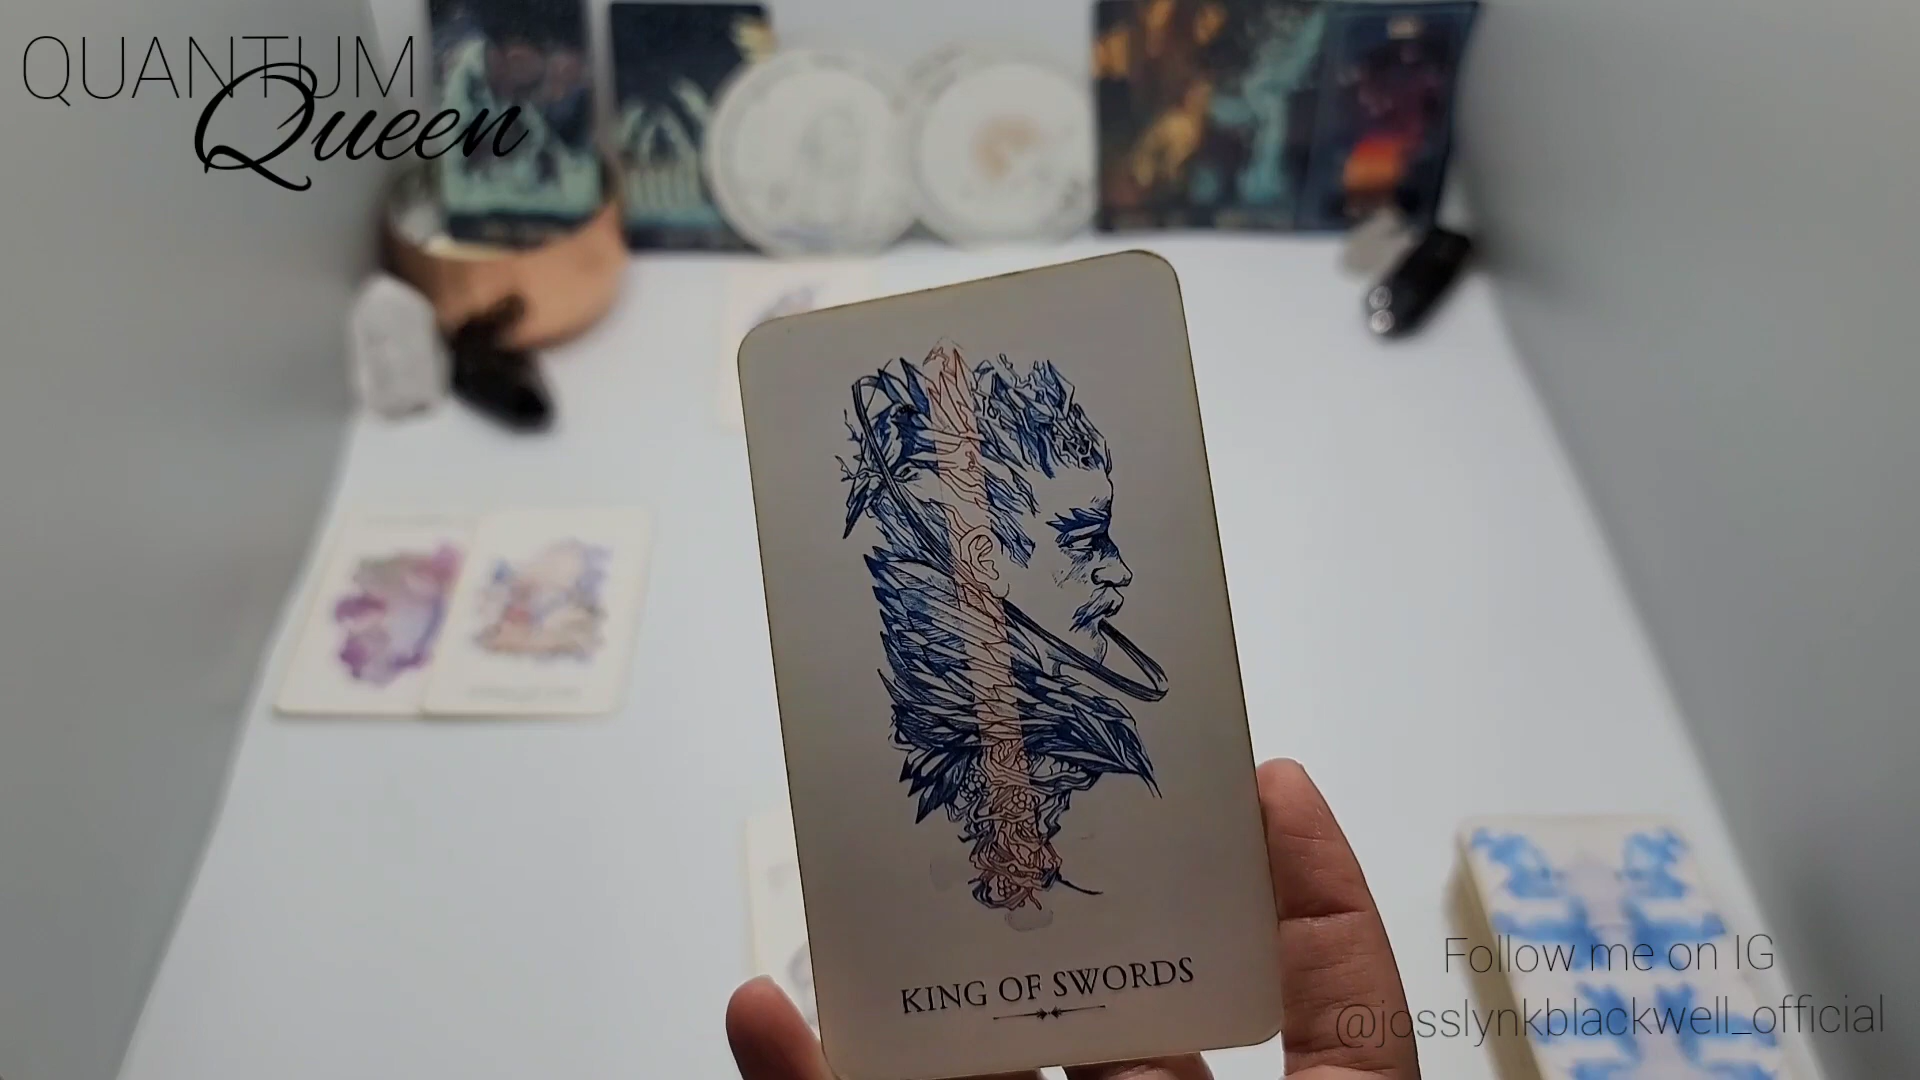 QUANTUM
Queen
KING OF SWORDS
Follow me on IG
@josslynkblackwell_official